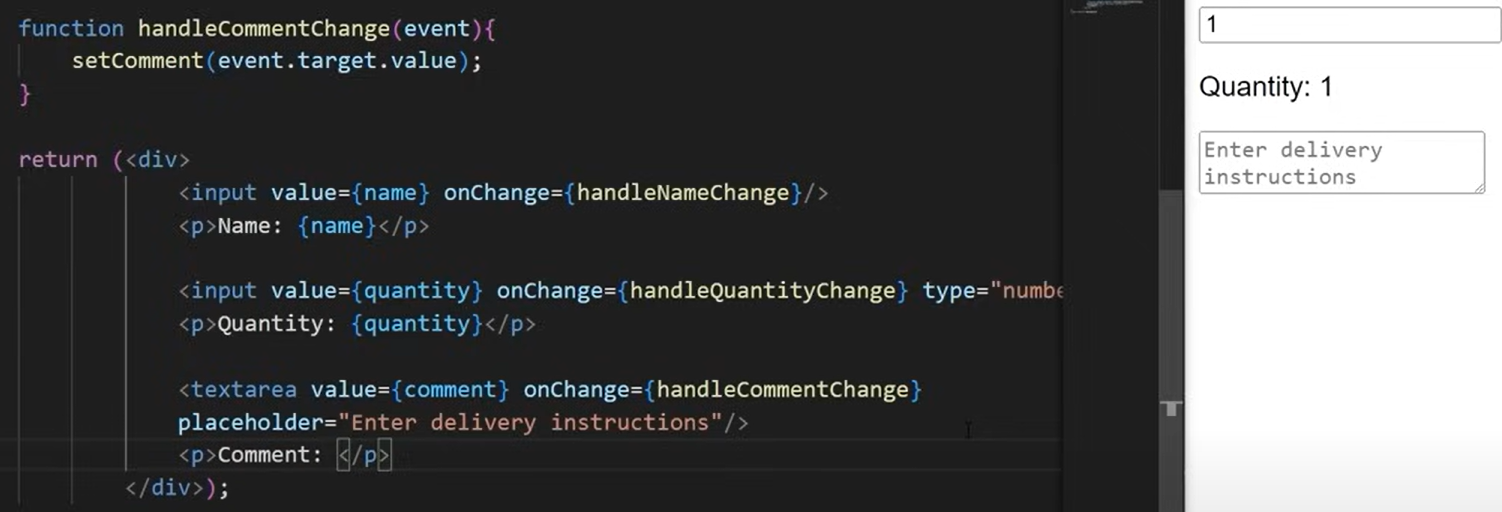 function handleCommentChange(event){
setComment(event.target.value);
}
return (<div>
<input value={name} onChange={handleNameChange}/>
<p>Name: {name}</p>
<input value={quantity} onChange={handleQuantityChange} type="numbe
<p>Quantity: {quantity}</p>
<textarea value={comment} onChange={handleCommentChange}
placeholder="Enter delivery instructions"/>
<p>Comment: </p>
</div>);
1
Quantity: 1
Enter delivery
instructions